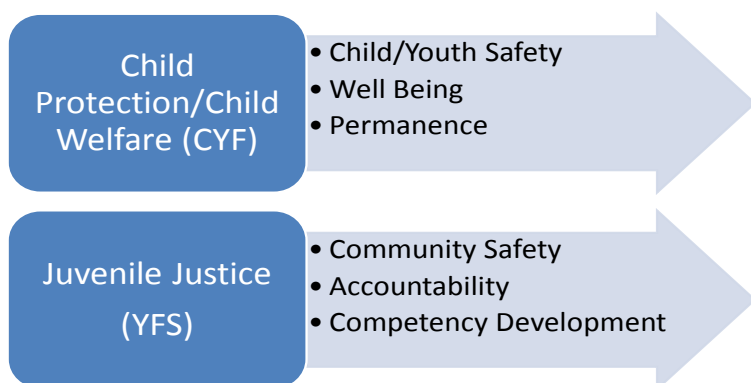 Child
Protection/Child
Welfare (CYF)
• Child/Youth Safety
• Well Being
• Permanence
Juvenile Justice
(YFS)
• Community Safety
• Accountability
• Competency Development